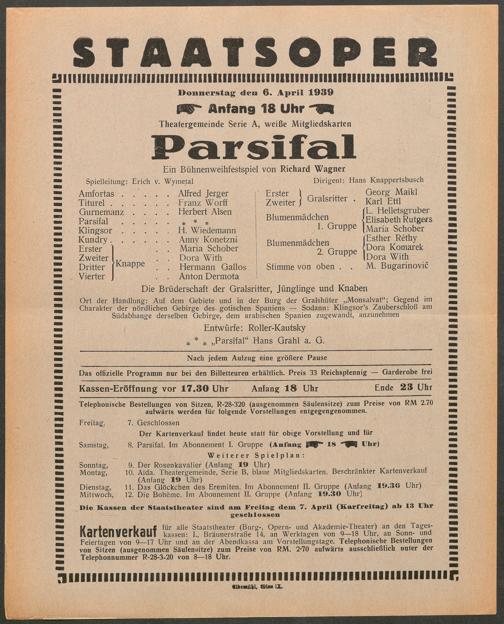 STAATSOPER
Donnerstag den 6. April 1939
Anfang 18 Uhr
Theatergemeinde Serie A, weiße Mitgliedskarten
Parsifal
Ein Bühnenweihfestspiel von Richard Wagner
Spielleitung: Erich v. Wymetal
Dirigent: Hans Knappertsbusch
Amfortas . . . . . Alfred Jerger
Titurel . . . . . Franz Worff
Gurnemanz . . . . Herbert Alsen
Parsifal . . . . . * * *
Klingsor . . . . . H. Wiedemann
Kundry . . . . . Anny Konetzni
Erster } Maria Schober
Zweiter } Knappe . . Dora With
Dritter } Hermann Gallos
Vierter } Anton Dermota
Erster } Gralsritter . Georg Maikl
Zweiter } Karl Ettl
Blumenmädchen 1. Gruppe { L. Helletsgruber
Elisabeth Rutgers
Maria Schober
Blumenmädchen 2. Gruppe { Esther Réthy
Dora Komarek
Dora With
Stimme von oben . . M. Bugarinović
Die Brüderschaft der Gralsritter, Jünglinge und Knaben
Ort der Handlung: Auf dem Gebiete und in der Burg der Gralshüter „Monsalvat“; Gegend im
Charakter der nördlichen Gebirge des gotischen Spaniens — Sodann: Klingsor's Zauberschloß am
Südabhange derselben Gebirge, dem arabischen Spanien zugewandt, anzunehmen
Entwürfe: Roller-Kautsky
* * * „Parsifal“ Hans Grahl a. G.
Nach jedem Aufzug eine größere Pause
Das offizielle Programm nur bei den Billetteuren erhältlich. Preis 33 Reichspfennig — Garderobe frei
Kassen-Eröffnung vor 17.30 Uhr Anfang 18 Uhr Ende 23 Uhr
Telephonische Bestellungen von Sitzen, R-28-320 (ausgenommen Säulensitze) zum Preise von RM 2.70
aufwärts werden für folgende Vorstellungen entgegengenommen.
Freitag, 7. Geschlossen
Der Kartenverkauf findet heute statt für obige Vorstellung und für
Samstag, 8. Parsifal. Im Abonnement I. Gruppe (Anfang 18 Uhr)
Weiterer Spielplan:
Sonntag, 9. Der Rosenkavalier (Anfang 19 Uhr)
Montag, 10. Aida. Theatergemeinde, Serie B, blaue Mitgliedskarten. Beschränkter Kartenverkauf
(Anfang 19 Uhr)
Dienstag, 11. Das Glöckchen des Eremiten. Im Abonnement II. Gruppe (Anfang 19.30 Uhr)
Mittwoch, 12. Die Bohème. Im Abonnement II. Gruppe (Anfang 19.30 Uhr)
Die Kassen der Staatstheater sind am Freitag dem 7. April (Karfreitag) ab 13 Uhr
geschlossen
Kartenverkauf für alle Staatstheater (Burg-, Opern- und Akademie-Theater) an den Tages-
kassen: I., Bräunerstraße 14, an Werktagen von 9—18 Uhr, an Sonn- und
Feiertagen von 9—17 Uhr und an der Abendkassa am Vorstellungstage. Telephonische Bestellungen
von Sitzen (ausgenommen Säulensitze) zum Preise von RM. 2·70 aufwärts ausschließlich unter der
Telephonnummer R-28-3-20 von 8—18 Uhr.
Elbemühl, Wien IX.